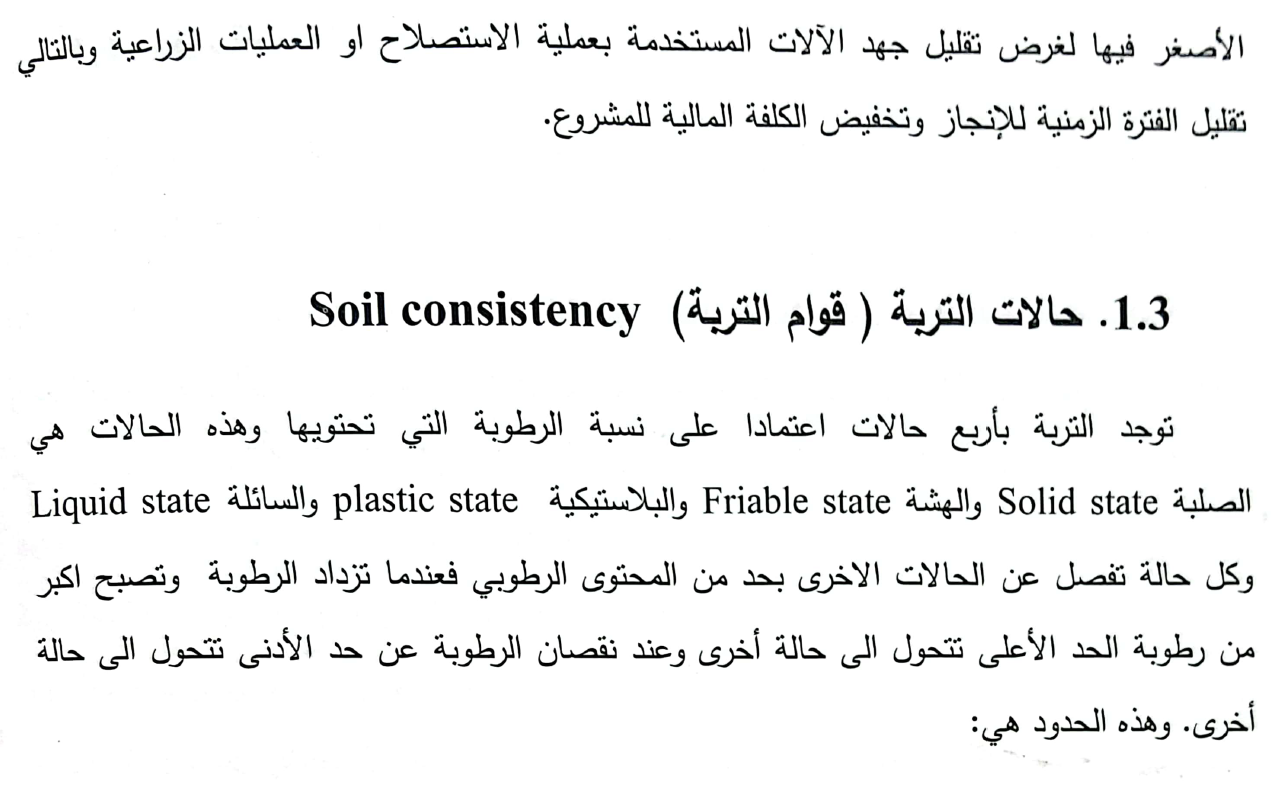 الأصغر فيها لغرض تقليل جهد الآلات المستخدمة بعملية الاستصلاح او العمليات الزراعية وبالتالي
تقليل الفترة الزمنية للإنجاز وتخفيض الكلفة المالية للمشروع.
1.3. حالات التربة ( قوام التربة) Soil consistency
توجد التربة بأربع حالات اعتمادا على نسبة الرطوبة التي تحتويها وهذه الحالات هي
الصلبة Solid state والهشة Friable state والبلاستيكية plastic state والسائلة Liquid state
وكل حالة تفصل عن الحالات الاخرى بحد من المحتوى الرطوبي فعندما تزداد الرطوبة وتصبح اكبر
من رطوبة الحد الأعلى تتحول الى حالة أخرى وعند نقصان الرطوبة عن حد الأدنى تتحول الى حالة
أخرى. وهذه الحدود هي: